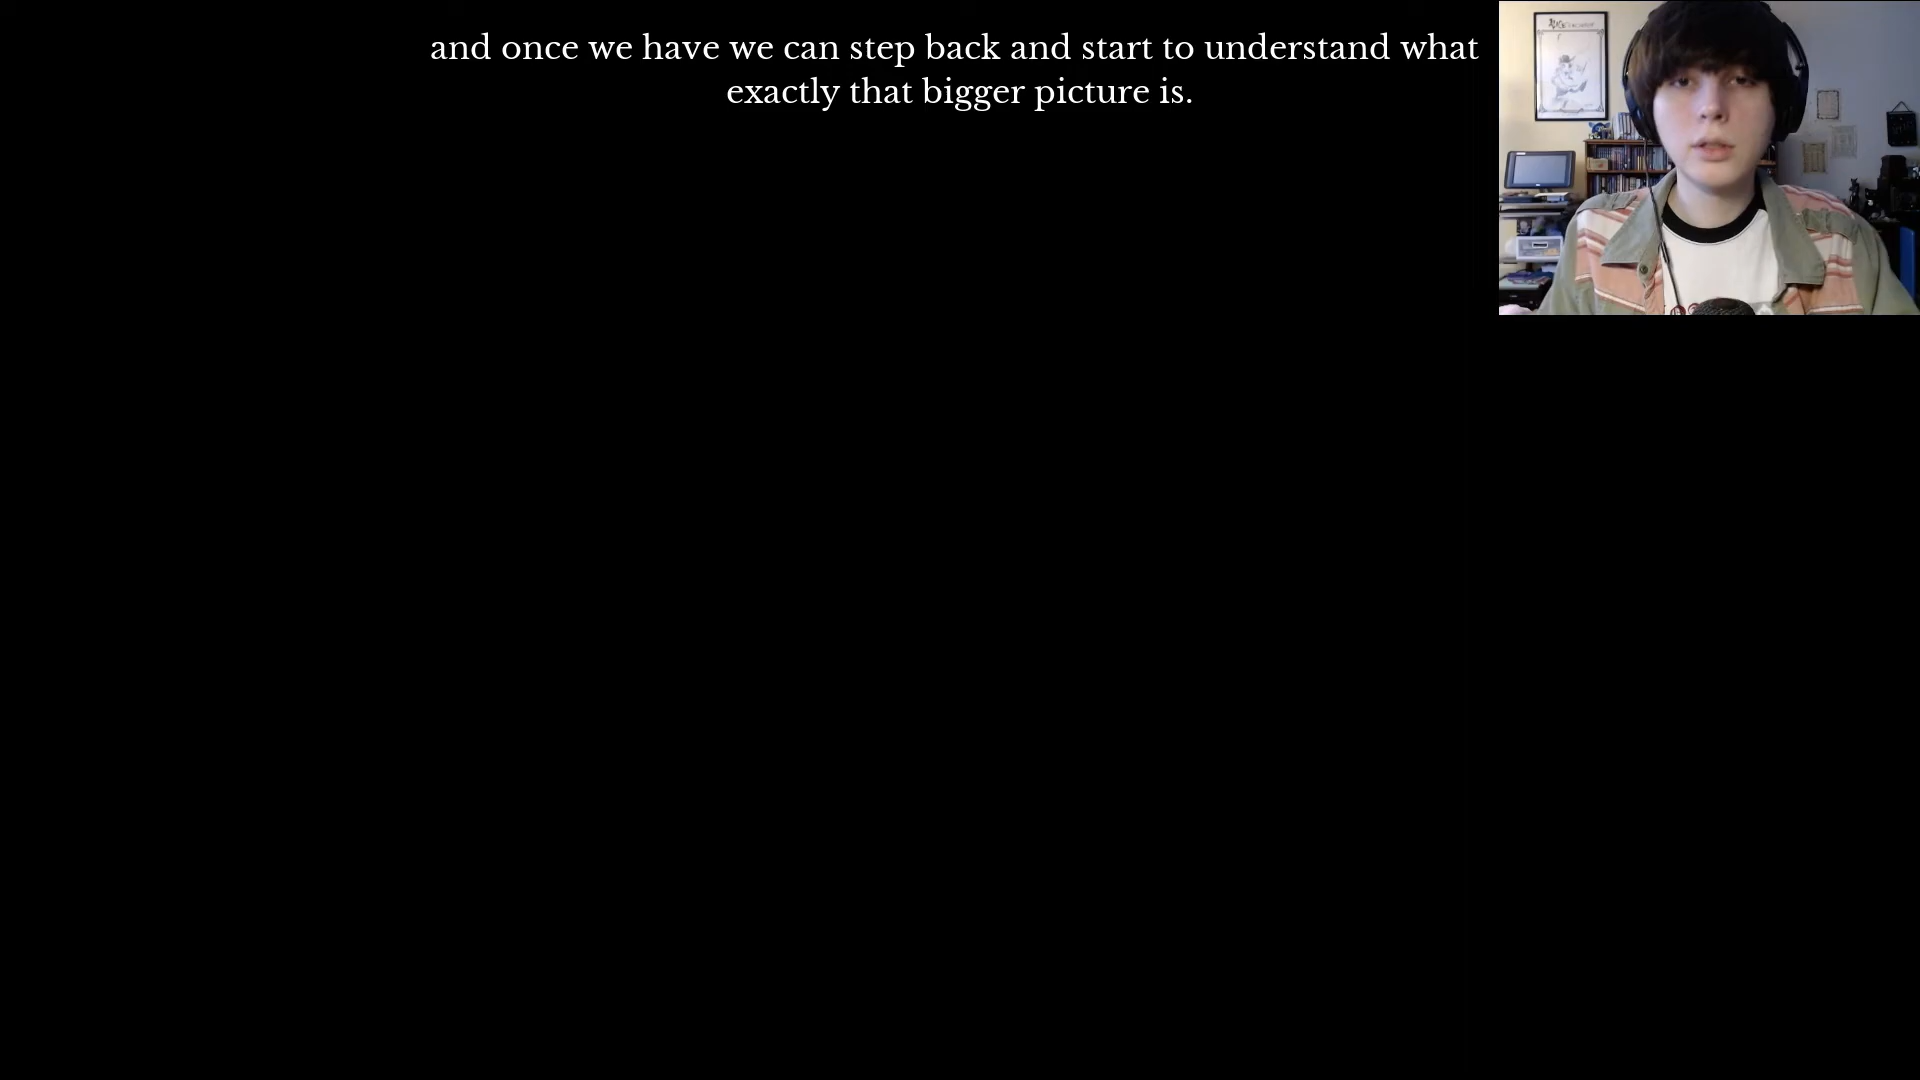 and once we have we can step back and start to understand what
exactly that bigger picture is.